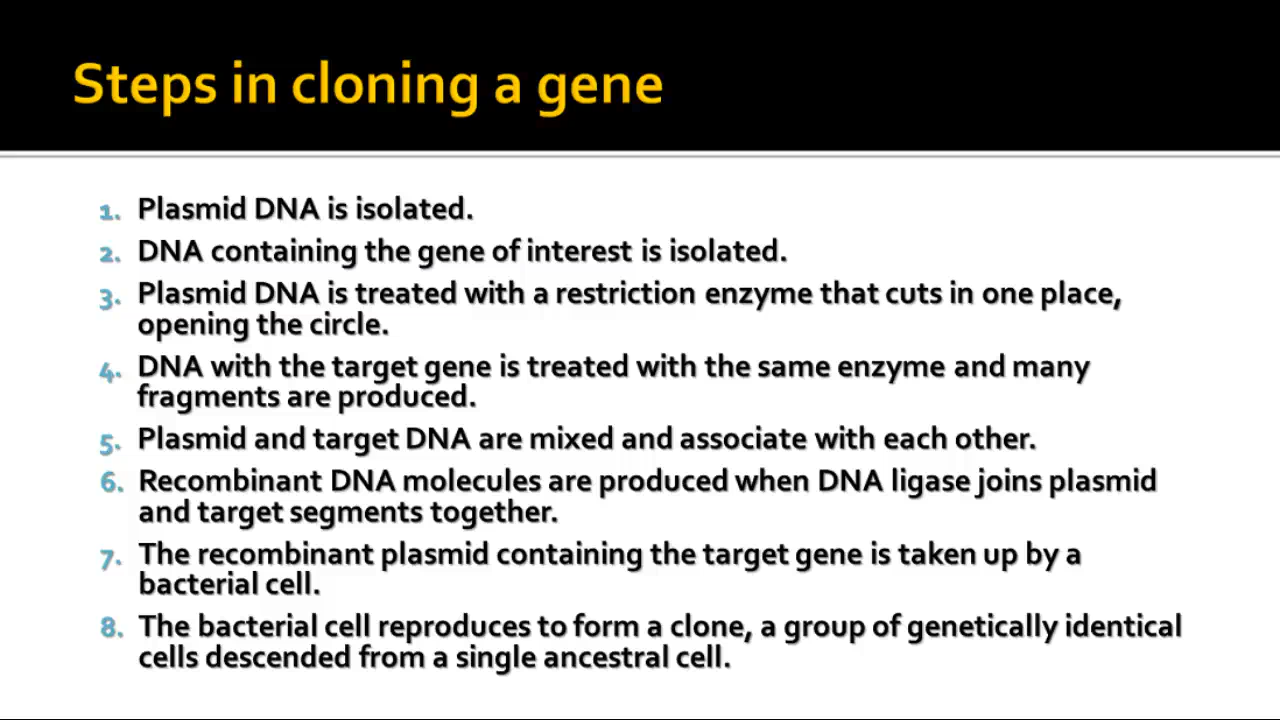 Steps in cloning a gene
1. Plasmid DNA is isolated.
2. DNA containing the gene of interest is isolated.
3. Plasmid DNA is treated with a restriction enzyme that cuts in one place,
opening the circle.
4. DNA with the target gene is treated with the same enzyme and many
fragments are produced.
5. Plasmid and target DNA are mixed and associate with each other.
6. Recombinant DNA molecules are produced when DNA ligase joins plasmid
and target segments together.
7. The recombinant plasmid containing the target gene is taken up by a
bacterial cell.
8. The bacterial cell reproduces to form a clone, a group of genetically identical
cells descended from a single ancestral cell.